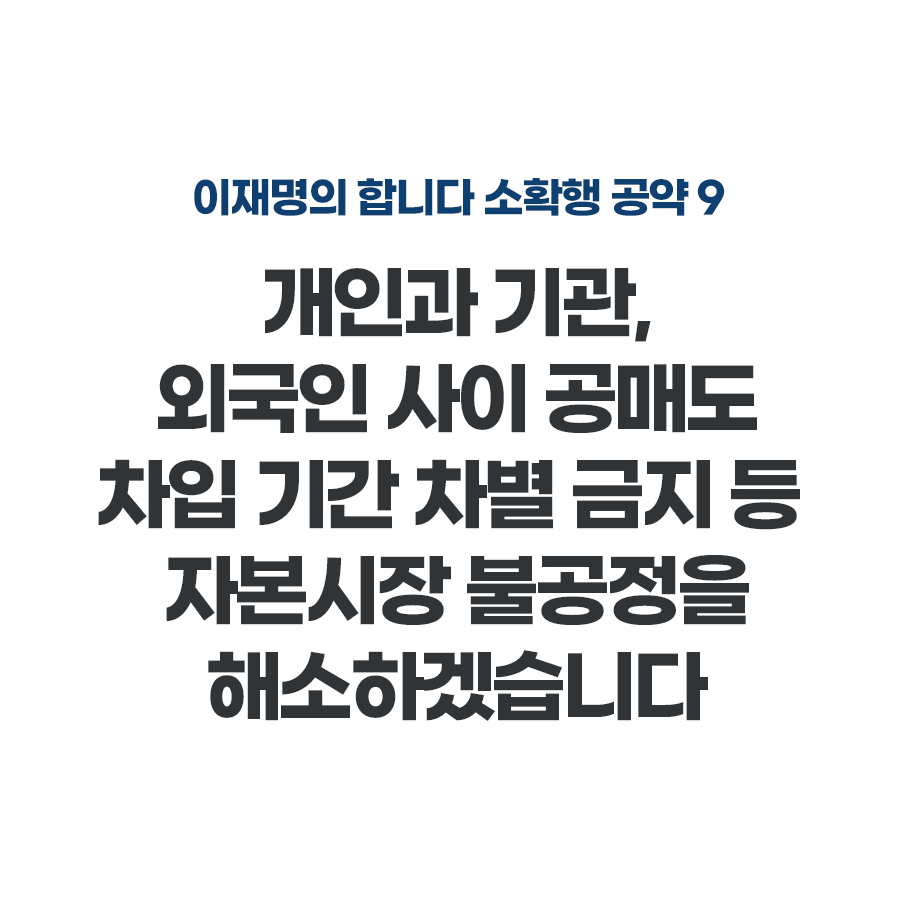 이재명의 합니다 소확행 공약 9
개인과 기관,
외국인 사이 공매도
차입 기간 차별 금지 등
자본시장 불공정을
해소하겠습니다